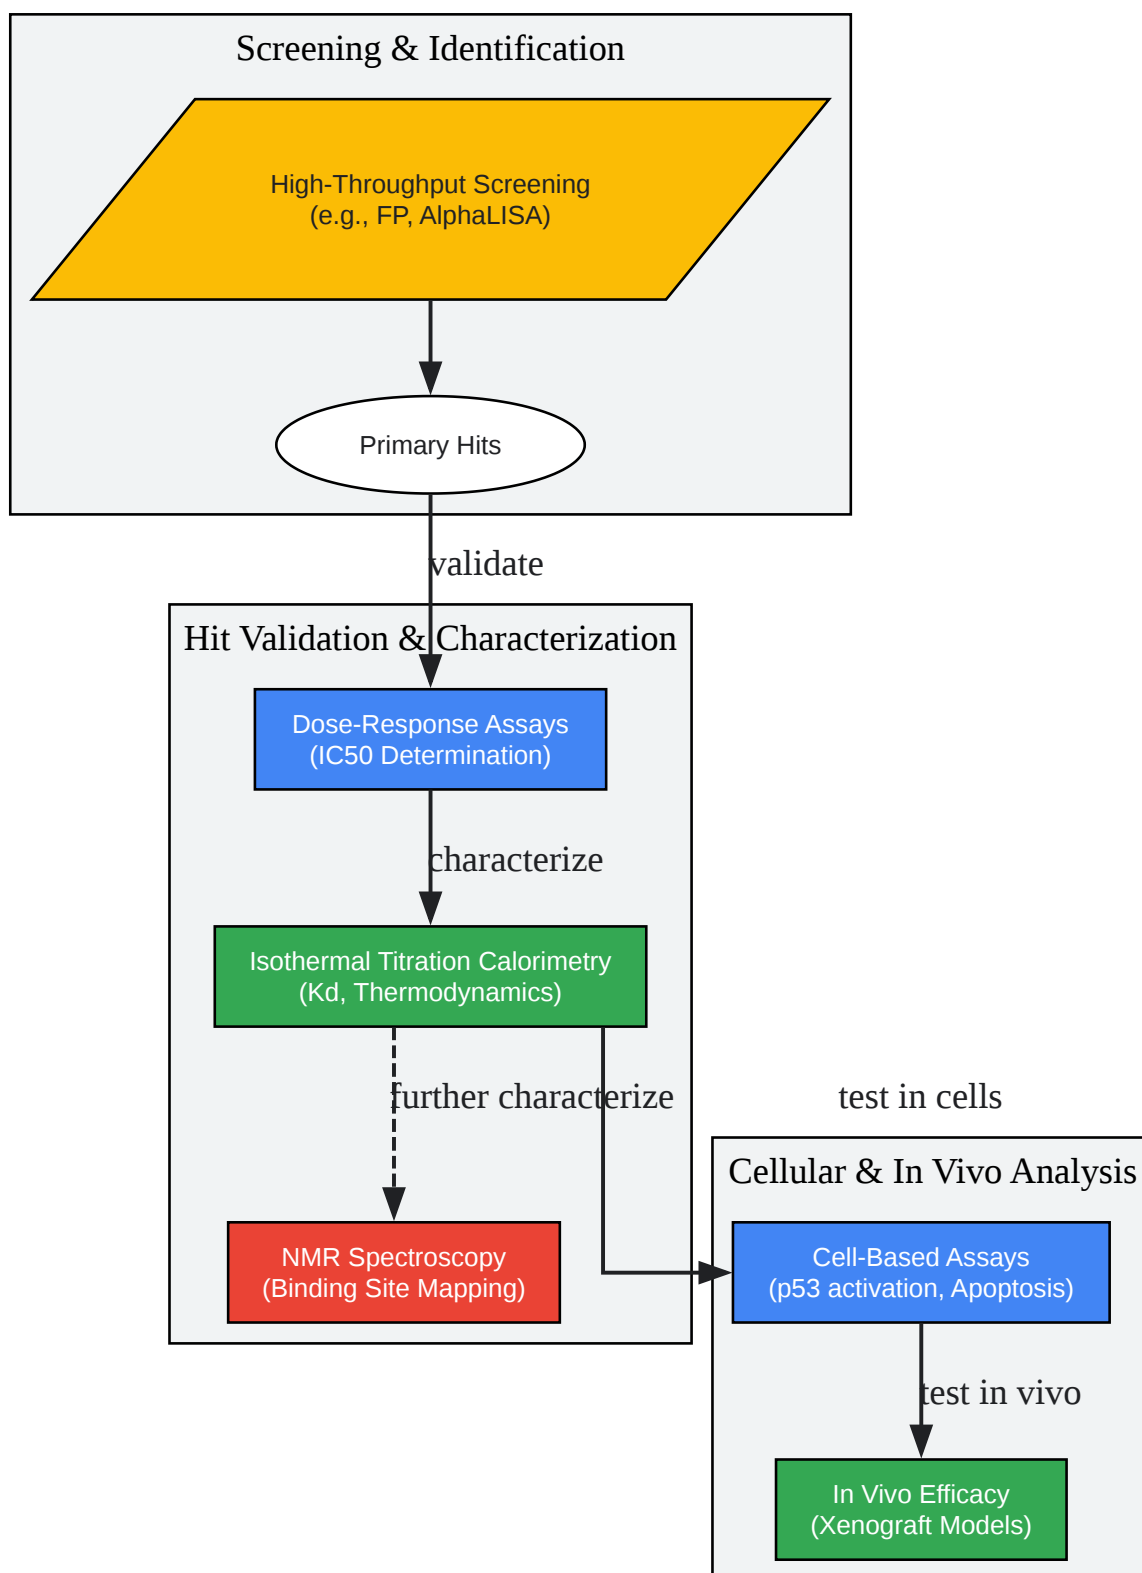 Screening & Identification
High-Throughput Screening
(e.g., FP, AlphaLISA)
Primary Hits
validate
Hit Validation & Characterization
Dose-Response Assays
(IC50 Determination)
characterize
Isothermal Titration Calorimetry
(Kd, Thermodynamics)
further characterize
test in cells
Cellular & In Vivo Analysis
NMR Spectroscopy
(Binding Site Mapping)
Cell-Based Assays
(p53 activation, Apoptosis)
test in vivo
In Vivo Efficacy
(Xenograft Models)